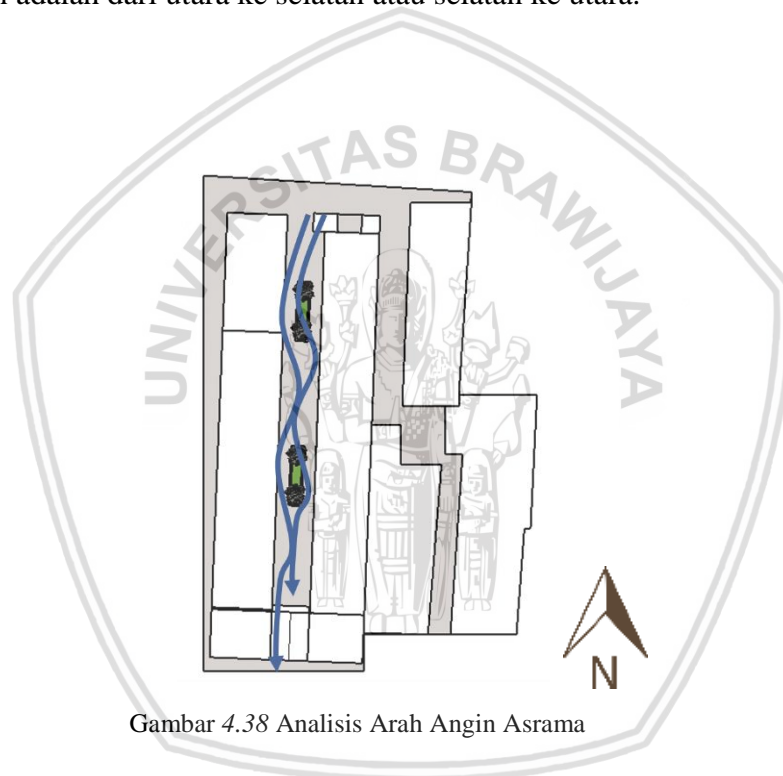 adalah dari utara ke selatan atau selatan ke utara.
UNIVERSITAS BRAWIJAYA
N
Gambar 4.38 Analisis Arah Angin Asrama